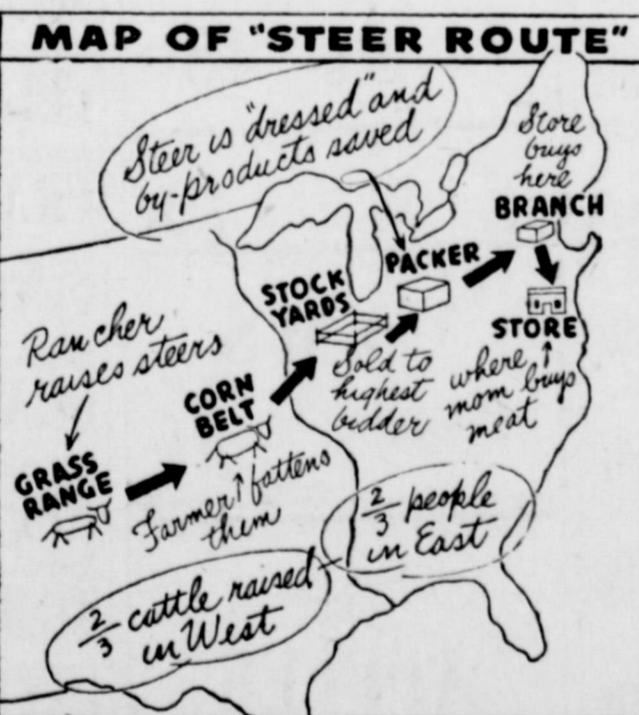 MAP OF "STEER ROUTE"
Steer is "dressed" and
by-products saved
Store
buys
here
BRANCH
PACKER
STOCK
YARDS
STORE
Rancher
raises steers
Sold to
highest
bidder
where
mom buys
meat
CORN
BELT
GRASS
RANGE
Farmer fattens
them
2/3 people
in East
2/3 cattle raised
in West